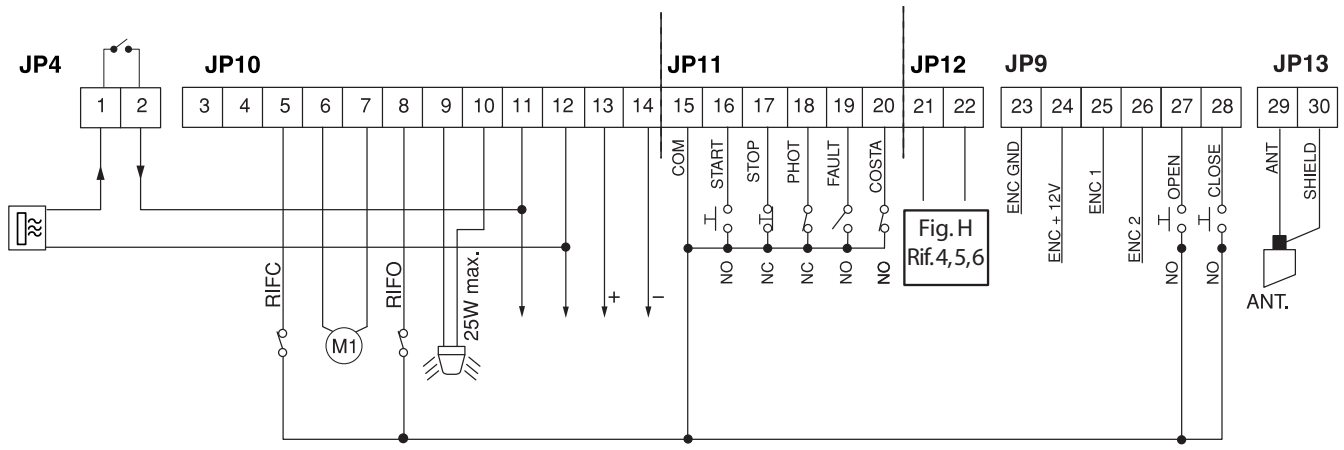 JP4 JP10 JP11 JP12 JP9 JP13
1 2 3 4 5 6 7 8 9 10 11 12 13 14 15 16 17 18 19 20 21 22 23 24 25 26 27 28 29 30
COM
START
STOP
PHOT
FAULT
COSTA
ENC GND
ENC + 12V
ENC 1
ENC 2
OPEN
CLOSE
ANT
SHIELD
Fig. H
Rif.4,5,6
NO
NC
NC
NO
NO
NO
NO
RIFC
RIFO
25W max.
+
–
M1
ANT.